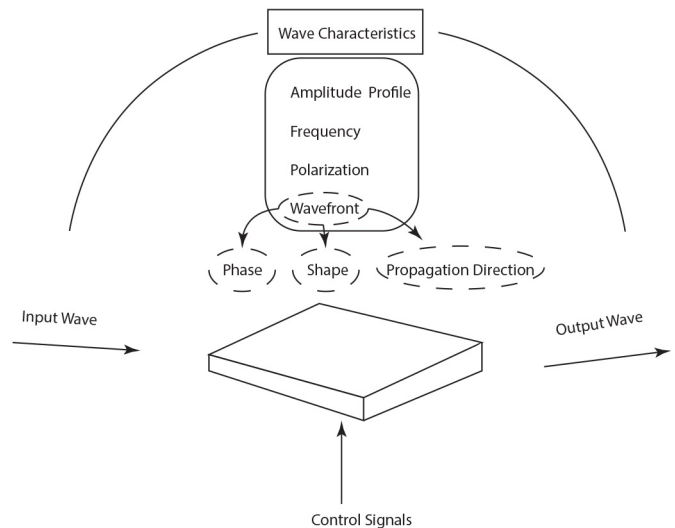 Wave Characteristics
Amplitude Profile
Frequency
Polarization
Wavefront
Phase
Shape
Propagation Direction
Input Wave
Output Wave
Control Signals